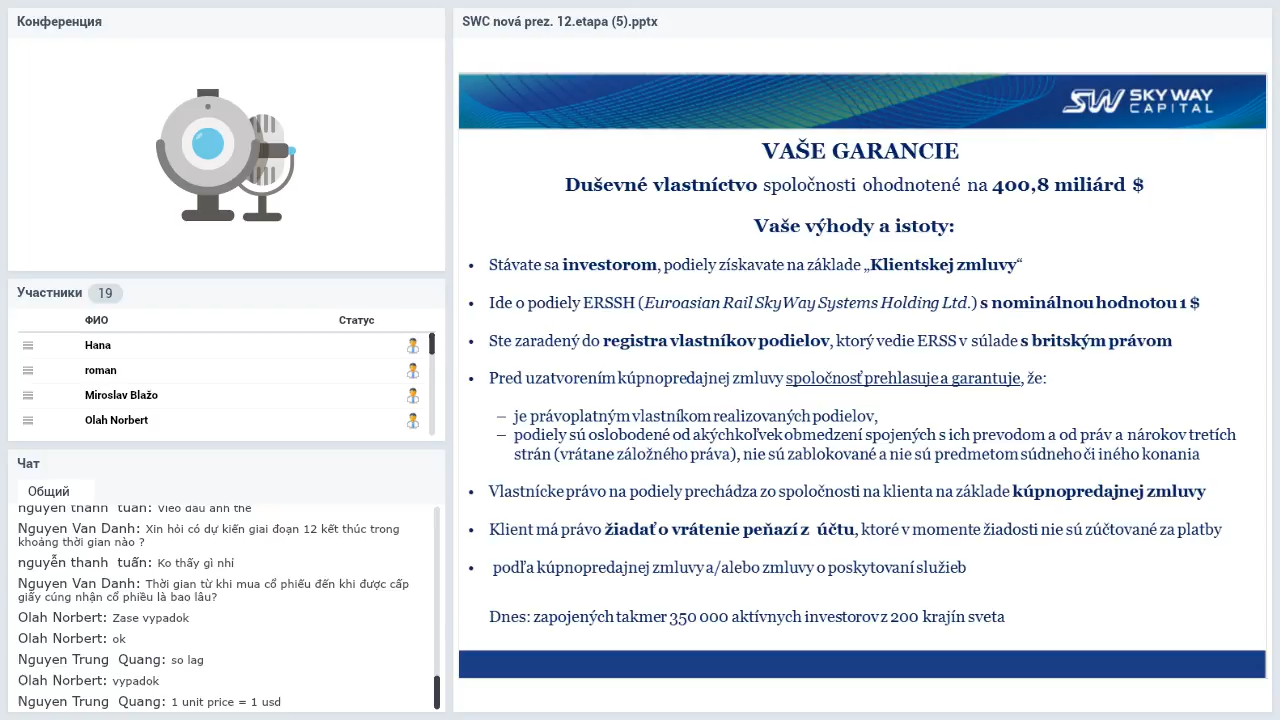 Конференция
Участники 19
ФИО Статус
Hana
roman
Miroslav Blažo
Olah Norbert
Чат
Общий
nguyễn thanh tuấn: Vieo đâu anh thế
Nguyen Van Danh: Xin hỏi có dự kiến giai đoạn 12 kết thúc trong
khoảng thời gian nào ?
nguyễn thanh tuấn: Ko thấy gì nhỉ
Nguyen Van Danh: Thời gian từ khi mua cổ phiếu đến khi được cấp
giấy cúng nhận cổ phiều là bao lâu?
Olah Norbert: Zase vypadok
Olah Norbert: ok
Nguyen Trung Quang: so lag
Olah Norbert: vypadok
Nguyen Trung Quang: 1 unit price = 1 usd
SWC nová prez. 12.etapa (5).pptx
SW SKY WAY
CAPITAL
VAŠE GARANCIE
Duševné vlastníctvo spoločnosti ohodnotené na 400,8 miliárd $
Vaše výhody a istoty:
• Stávate sa investorom, podiely získavate na základe „Klientskej zmluvy“
• Ide o podiely ERSSH (Euroasian Rail SkyWay Systems Holding Ltd.) s nominálnou hodnotou 1 $
• Ste zaradený do registra vlastníkov podielov, ktorý vedie ERSS v súlade s britským právom
• Pred uzatvorením kúpnopredajnej zmluvy spoločnosť prehlasuje a garantuje, že:
– je právoplatným vlastníkom realizovaných podielov,
– podiely sú oslobodené od akýchkoľvek obmedzení spojených s ich prevodom a od práv a nárokov tretích
strán (vrátane záložného práva), nie sú zablokované a nie sú predmetom súdneho či iného konania
• Vlastnícke právo na podiely prechádza zo spoločnosti na klienta na základe kúpnopredajnej zmluvy
• Klient má právo žiadať o vrátenie peňazí z účtu, ktoré v momente žiadosti nie sú zúčtované za platby
• podľa kúpnopredajnej zmluvy a/alebo zmluvy o poskytovaní služieb
Dnes: zapojených takmer 350 000 aktívnych investorov z 200 krajín sveta